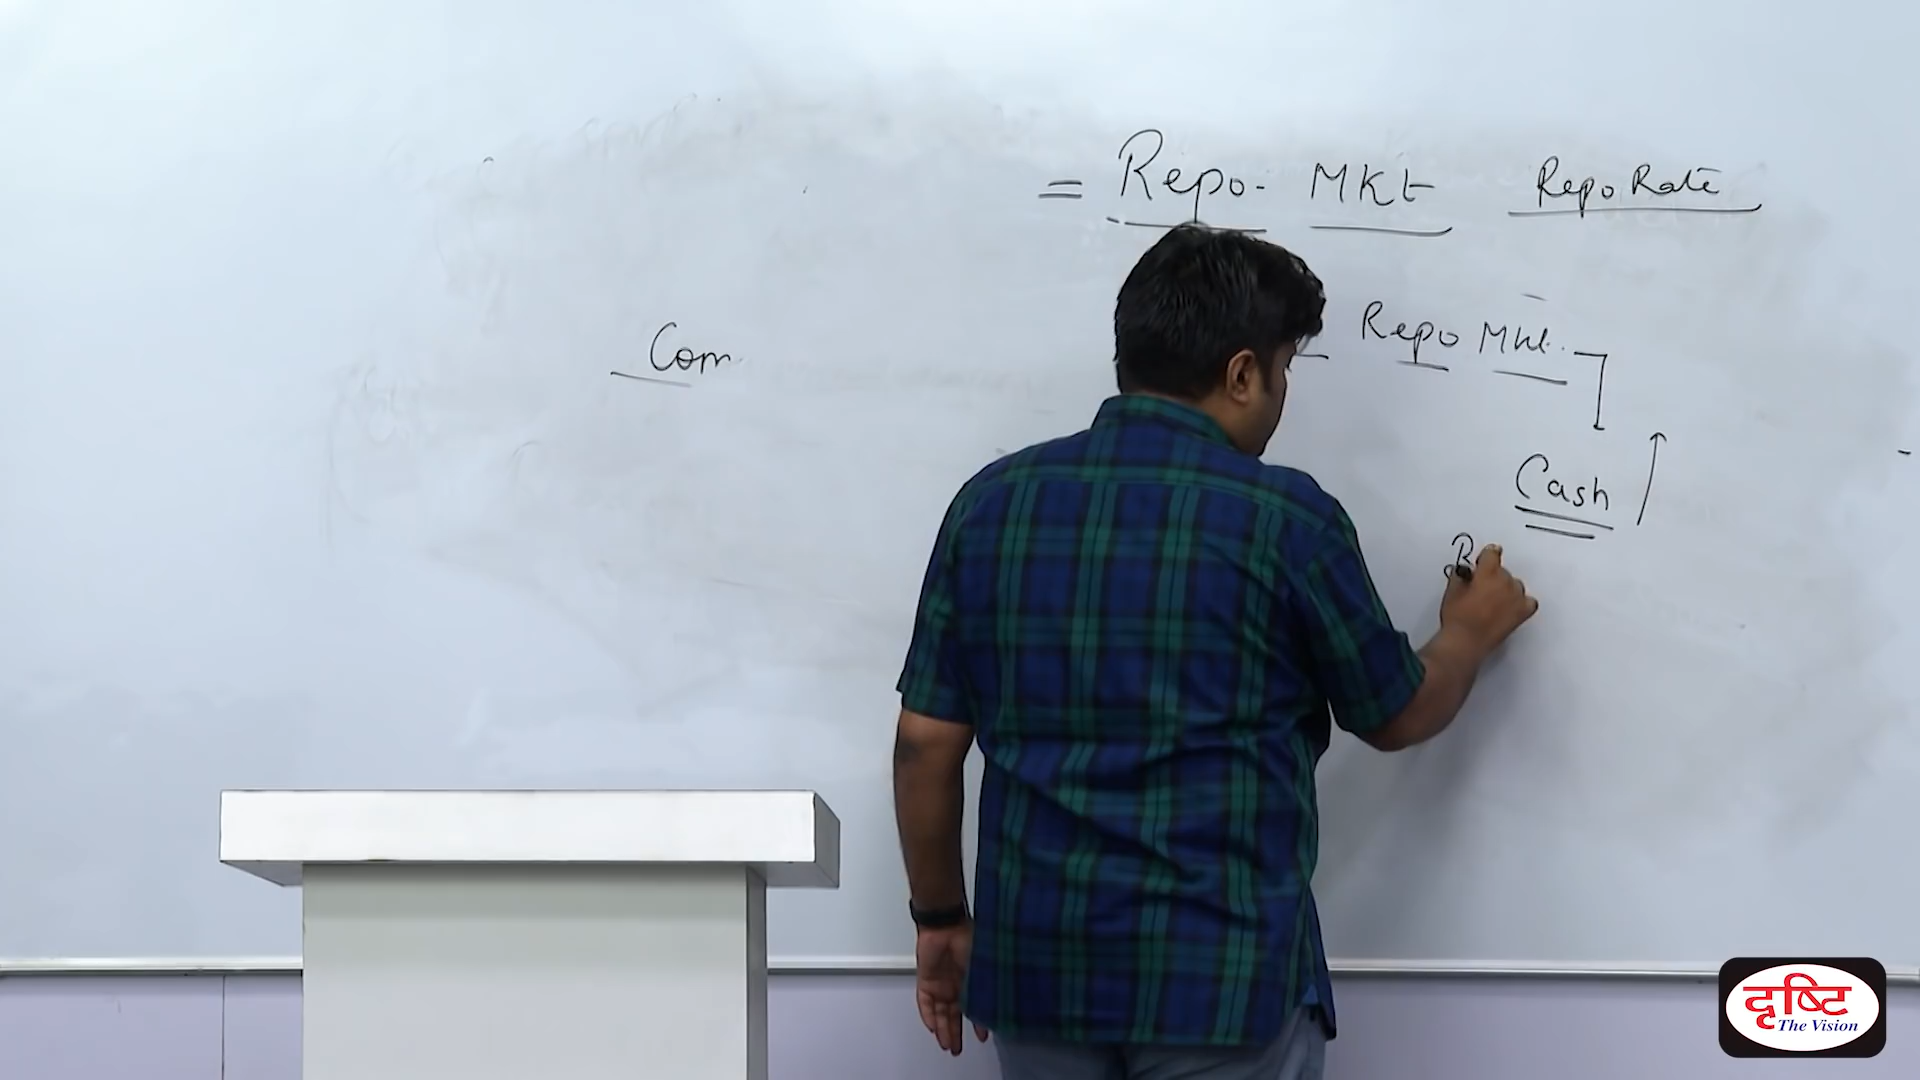 = Repo - MKt Repo Rate
Com
Repo Mkt.
Cash
दृष्टि
The Vision